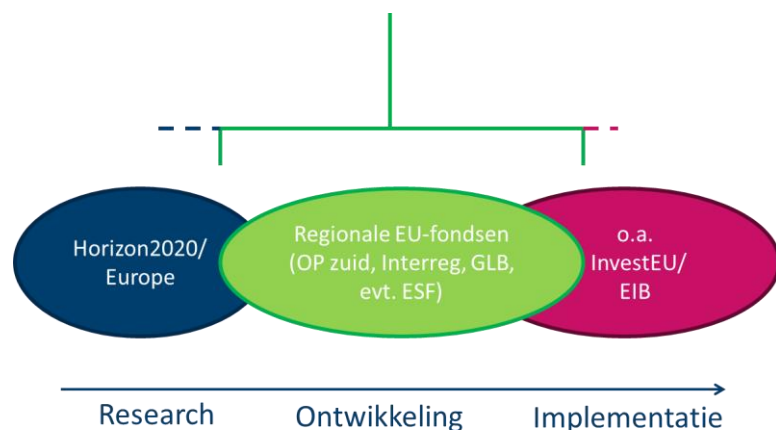 Horizon2020/
Europe
Regionale EU-fondsen
(OP zuid, Interreg, GLB,
evt. ESF)
o.a.
InvestEU/
EIB
Research
Ontwikkeling
Implementatie